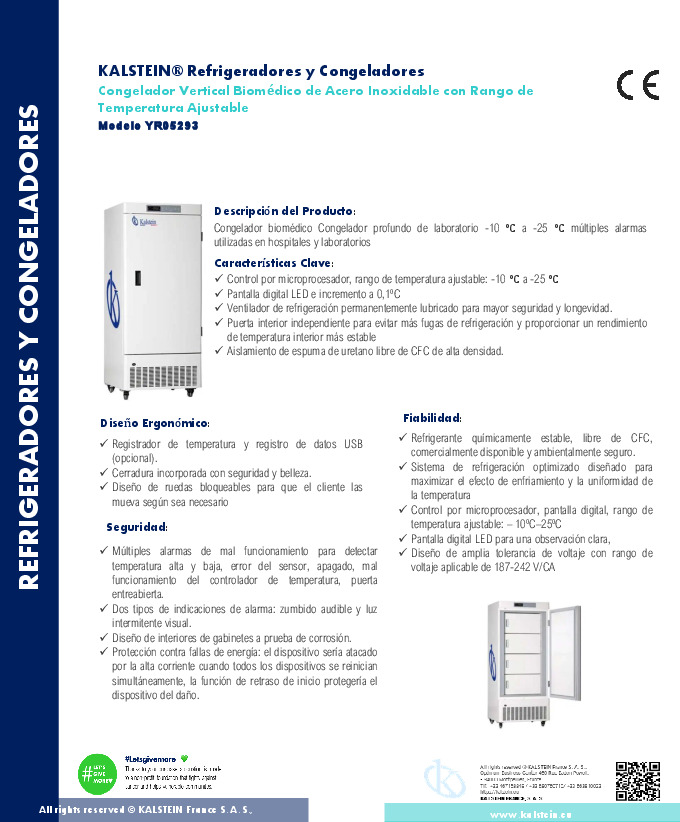 REFRIGERADORES Y CONGELADORES
KALSTEIN® Refrigeradores y Congeladores
Congelador Vertical Biomédico de Acero Inoxidable con Rango de
Temperatura Ajustable
Modelo YR05293
CE
Kalstein
Descripción del Producto:
Congelador biomédico Congelador profundo de laboratorio -10 °C a -25 °C múltiples alarmas
utilizadas en hospitales y laboratorios
Características Clave:
✓ Control por microprocesador, rango de temperatura ajustable: -10 °C a -25 °C
✓ Pantalla digital LED e incremento a 0,1ºC
✓ Ventilador de refrigeración permanentemente lubricado para mayor seguridad y longevidad.
✓ Puerta interior independiente para evitar más fugas de refrigeración y proporcionar un rendimiento
de temperatura interior más estable
✓ Aislamiento de espuma de uretano libre de CFC de alta densidad.
Diseño Ergonómico:
✓ Registrador de temperatura y registro de datos USB
(opcional).
✓ Cerradura incorporada con seguridad y belleza.
✓ Diseño de ruedas bloqueables para que el cliente las
mueva según sea necesario
Seguridad:
✓ Múltiples alarmas de mal funcionamiento para detectar
temperatura alta y baja, error del sensor, apagado, mal
funcionamiento del controlador de temperatura, puerta
entreabierta.
✓ Dos tipos de indicaciones de alarma: zumbido audible y luz
intermitente visual.
✓ Diseño de interiores de gabinetes a prueba de corrosión.
✓ Protección contra fallas de energía: el dispositivo sería atacado
por la alta corriente cuando todos los dispositivos se reinician
simultáneamente, la función de retraso de inicio protegería el
dispositivo del daño.
Fiabilidad:
✓ Refrigerante químicamente estable, libre de CFC,
comercialmente disponible y ambientalmente seguro.
✓ Sistema de refrigeración optimizado diseñado para
maximizar el efecto de enfriamiento y la uniformidad de
la temperatura
✓ Control por microprocesador, pantalla digital, rango de
temperatura ajustable: – 10ºC–25ºC
✓ Pantalla digital LED para una observación clara,
✓ Diseño de amplia tolerancia de voltaje con rango de
voltaje aplicable de 187-242 V/CA
# LET'S
GIVE
MORE
#Letsgivemore
All rights reserved © KALSTEIN France S. A. S.,
KALSTEIN FRANCE, S. A. S
All rights reserved © KALSTEIN France S. A. S.,
www.kalstein.eu